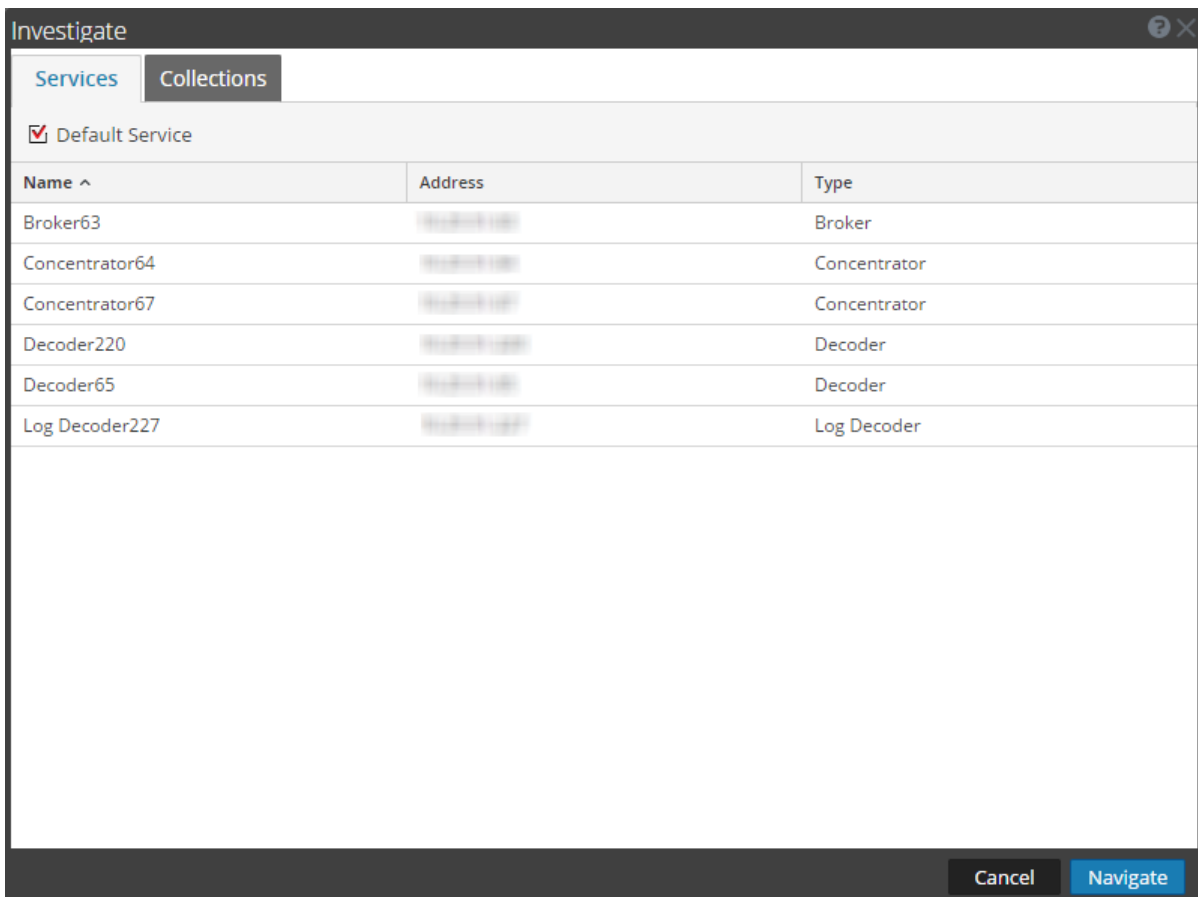 Investigate
Services Collections
Default Service
Name Address Type
Broker63 Broker
Concentrator64 Concentrator
Concentrator67 Concentrator
Decoder220 Decoder
Decoder65 Decoder
Log Decoder227 Log Decoder
Cancel Navigate